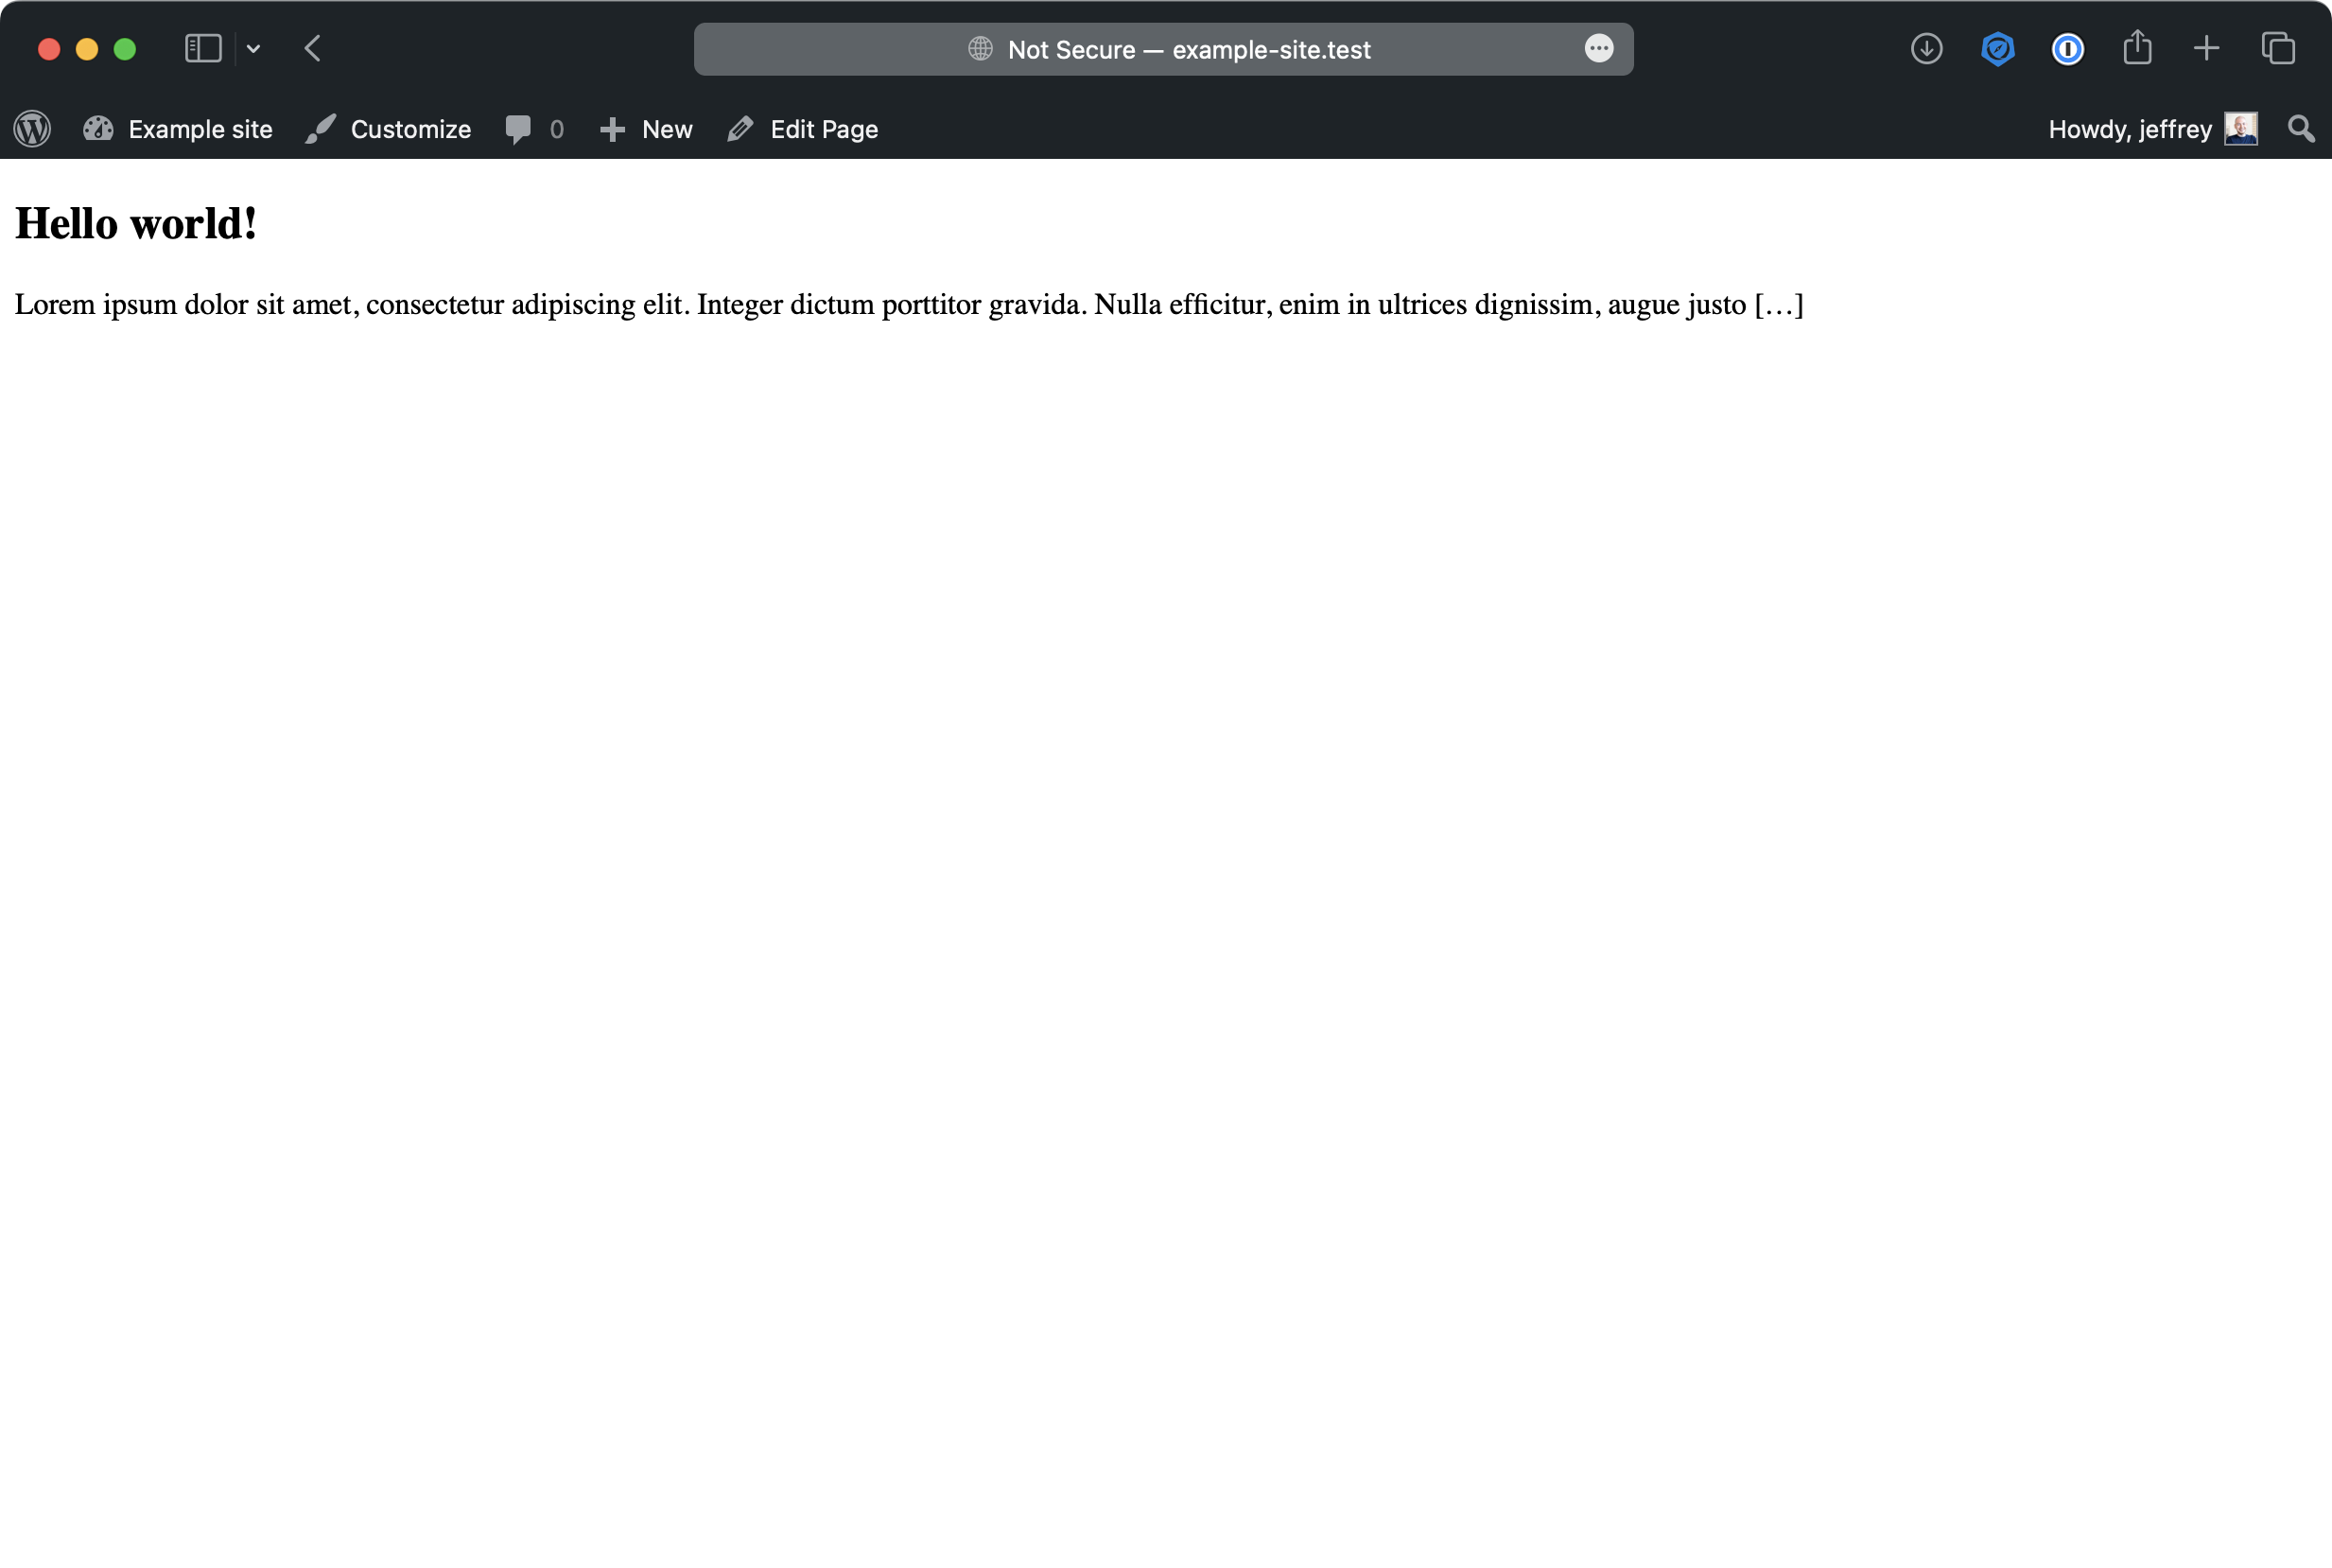 Not Secure — example-site.test
Example site Customize 0 New Edit Page Howdy, jeffrey
Hello world!
Lorem ipsum dolor sit amet, consectetur adipiscing elit. Integer dictum porttitor gravida. Nulla efficitur, enim in ultrices dignissim, augue justo […]